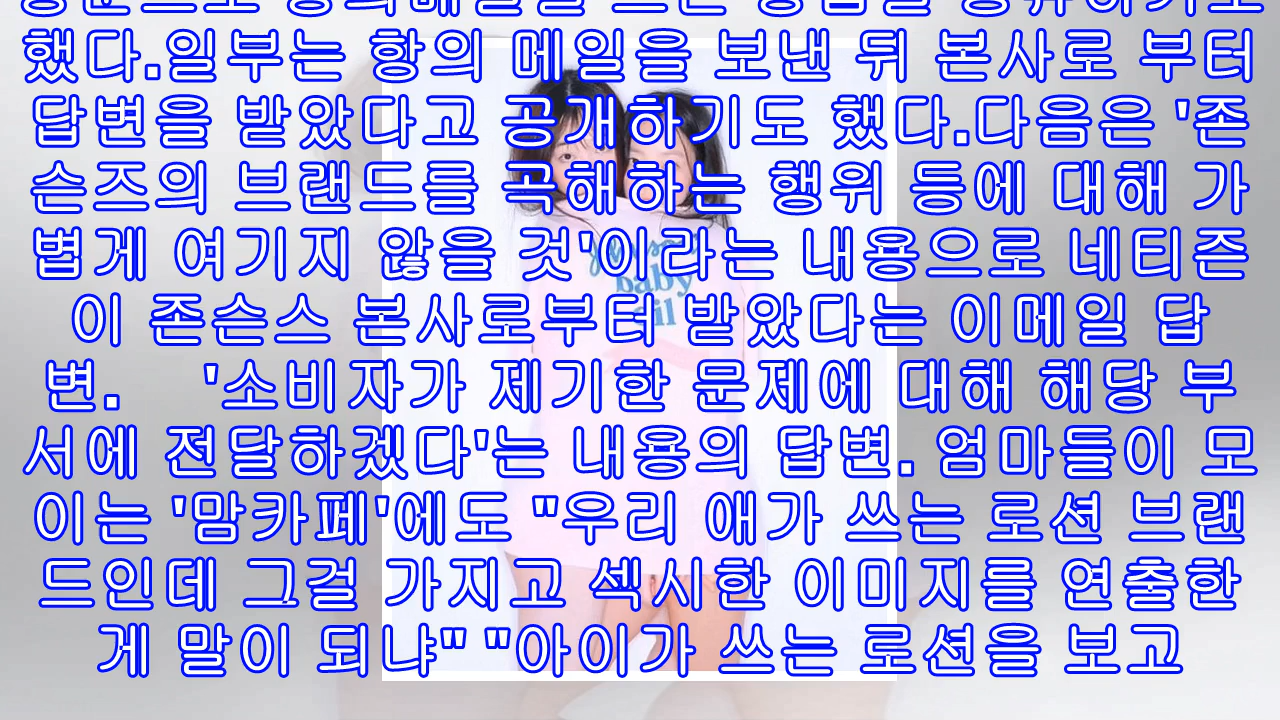 했다.일부는 항의 메일을 보낸 뒤 본사로 부터
답변을 받았다고 공개하기도 했다.다음은 '존
슨즈의 브랜드를 곡해하는 행위 등에 대해 가
볍게 여기지 않을 것'이라는 내용으로 네티즌
이 존슨스 본사로부터 받았다는 이메일 답
변. '소비자가 제기한 문제에 대해 해당 부
서에 전달하겠다'는 내용의 답변. 엄마들이 모
이는 '맘카페'에도 "우리 애가 쓰는 로션 브랜
드인데 그걸 가지고 섹시한 이미지를 연출한
게 말이 되냐" "아이가 쓰는 로션을 보고
baby
oil